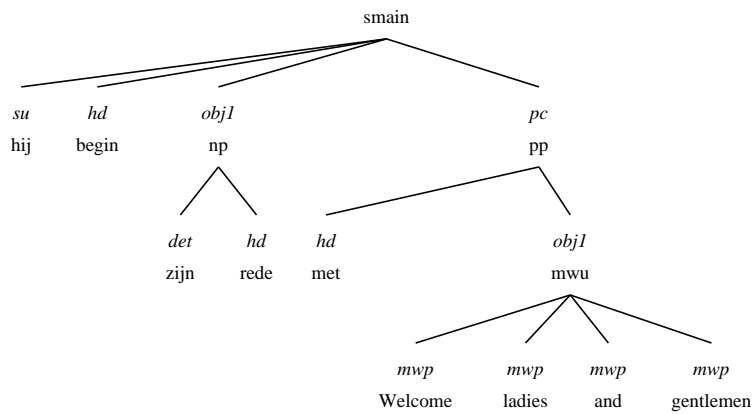 smain
su hd obj1 pc
hij begin np pp
det hd hd obj1
zijn rede met mwu
mwp mwp mwp mwp
Welcome ladies and gentlemen